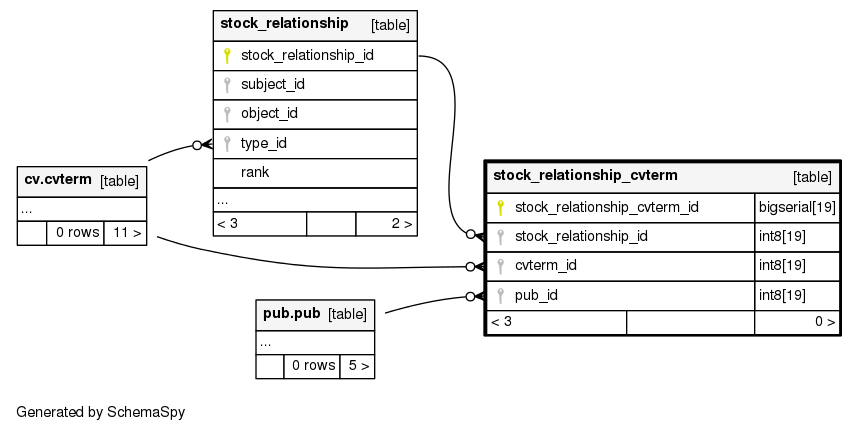 stock_relationship [table]
stock_relationship_id
subject_id
object_id
type_id
rank
...
< 3 2 >
cv.cvterm [table]
...
0 rows 11 >
stock_relationship_cvterm [table]
stock_relationship_cvterm_id bigserial[19]
stock_relationship_id int8[19]
cvterm_id int8[19]
pub_id int8[19]
< 3 0 >
pub.pub [table]
...
0 rows 5 >
Generated by SchemaSpy